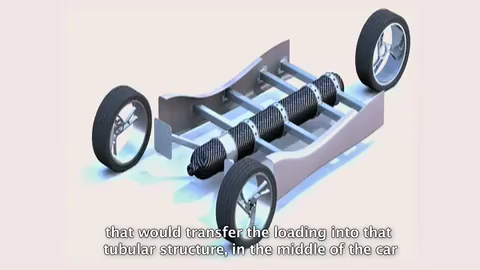 that would transfer the loading into that
tubular structure, in the middle of the car